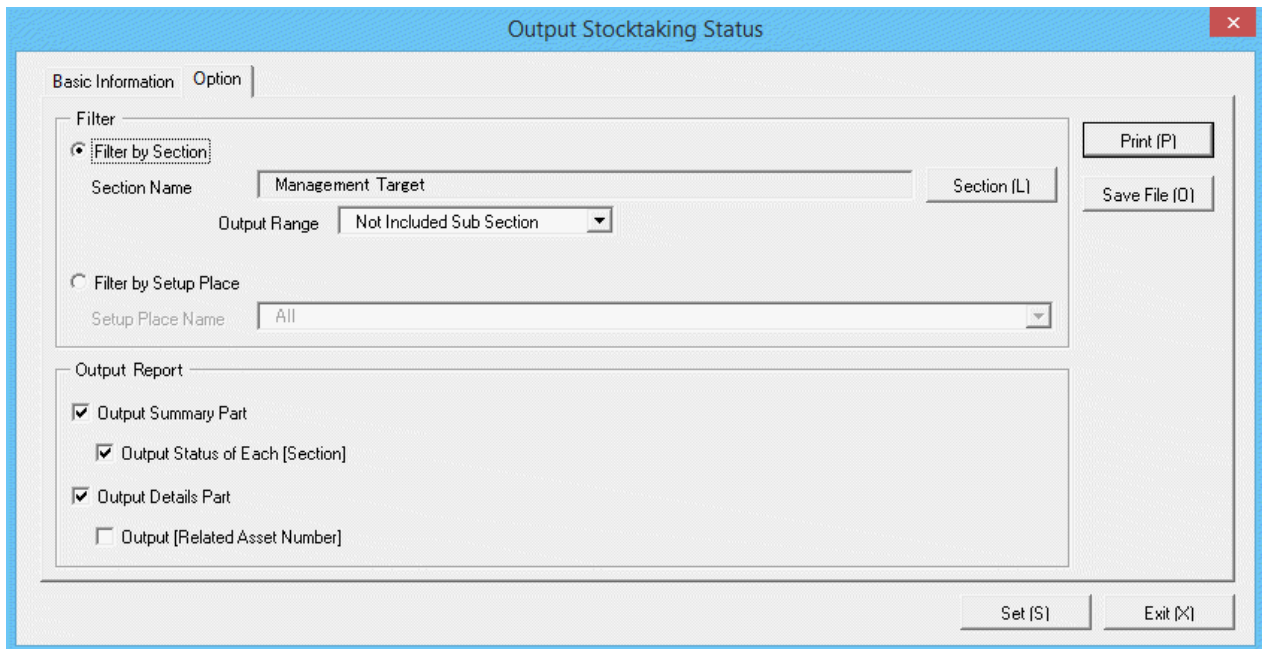 Output Stocktaking Status
Basic Information Option
Filter
Filter by Section
Section Name Management Target Section (L)
Output Range Not Included Sub Section
Filter by Setup Place
Setup Place Name All
Print (P)
Save File (O)
Output Report
Output Summary Part
Output Status of Each [Section]
Output Details Part
Output [Related Asset Number]
Set (S) Exit (X)